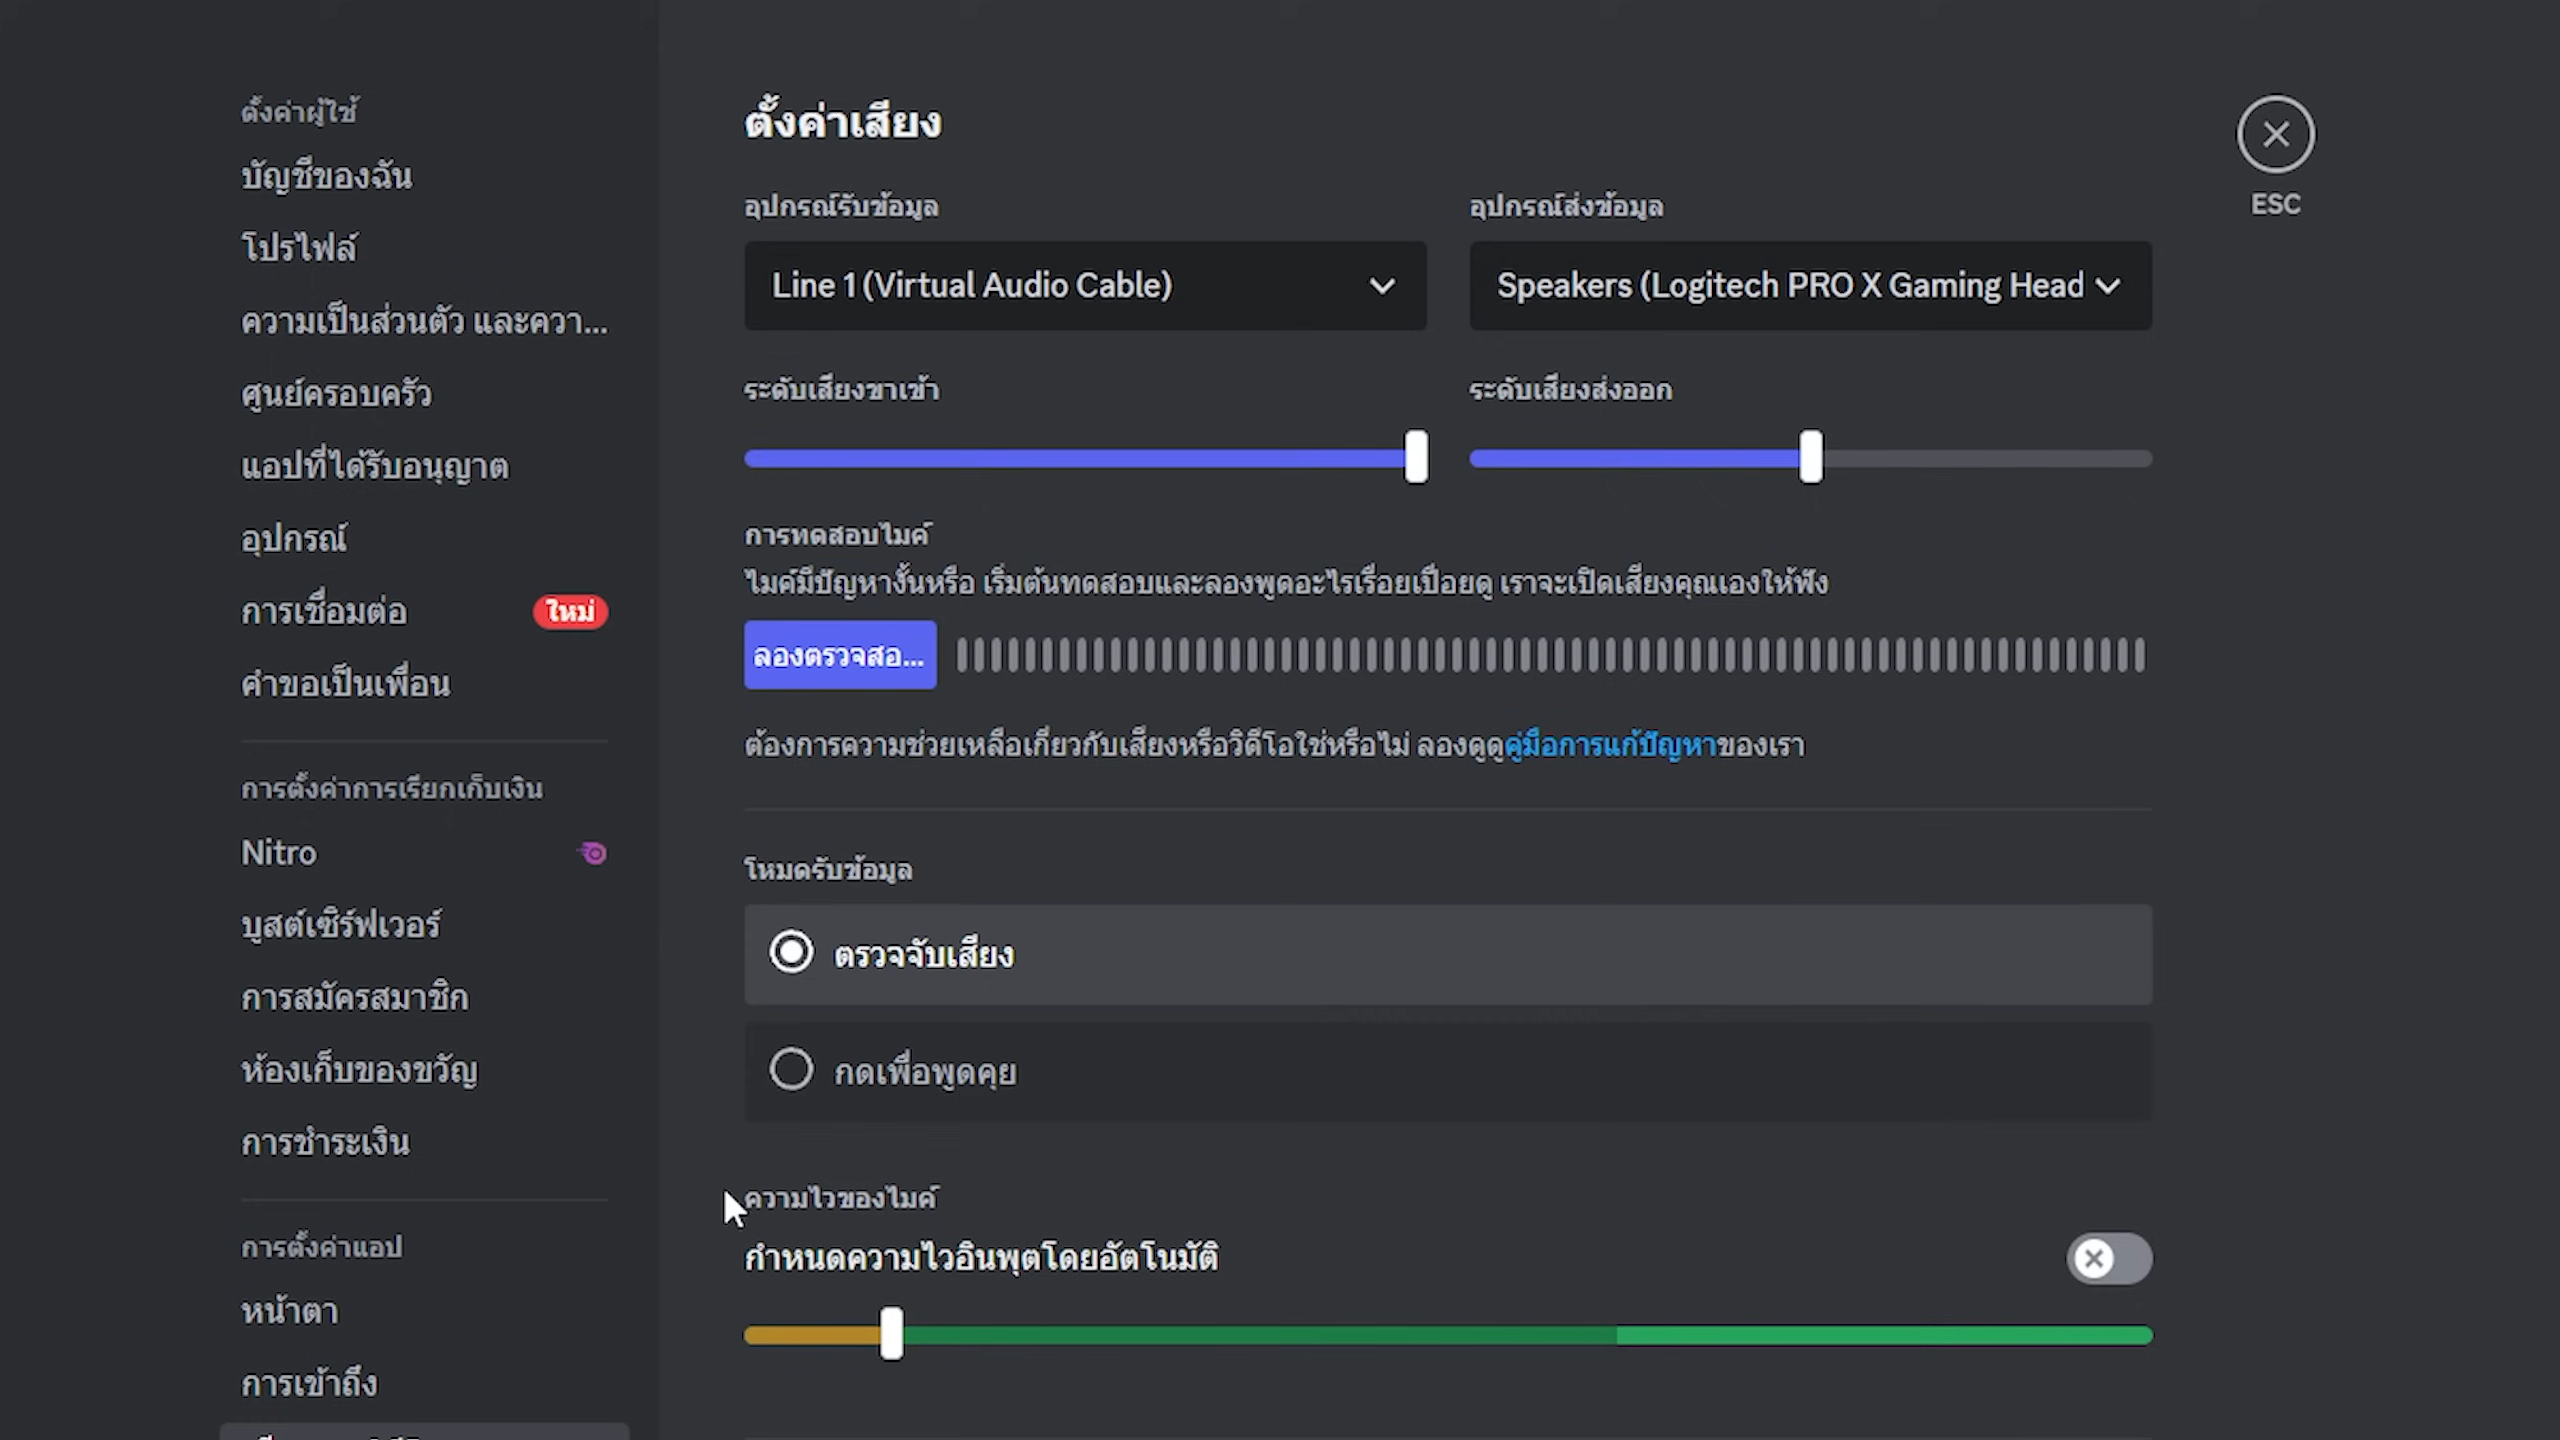 ตั้งค่าผู้ใช้
บัญชีของฉัน
โปรไฟล์
ความเป็นส่วนตัว และควา...
ศูนย์ครอบครัว
แอปที่ได้รับอนุญาต
อุปกรณ์
การเชื่อมต่อ ใหม่
คำขอเป็นเพื่อน
การตั้งค่าการเรียกเก็บเงิน
Nitro
บูสต์เซิร์ฟเวอร์
การสมัครสมาชิก
ห้องเก็บของขวัญ
การชำระเงิน
การตั้งค่าแอป
หน้าตา
การเข้าถึง
ตั้งค่าเสียง
อุปกรณ์รับข้อมูล
Line 1 (Virtual Audio Cable)
อุปกรณ์ส่งข้อมูล
Speakers (Logitech PRO X Gaming Head
ระดับเสียงขาเข้า
ระดับเสียงส่งออก
การทดสอบไมค์
ไมค์มีปัญหางั้นหรือ เริ่มต้นทดสอบและลองพูดอะไรเรื่อยเปื่อยดู เราจะเปิดเสียงคุณเองให้ฟัง
ลองตรวจสอ...
ต้องการความช่วยเหลือเกี่ยวกับเสียงหรือวิดีโอใช่หรือไม่ ลองดูดูคู่มือการแก้ปัญหาของเรา
โหมดรับข้อมูล
ตรวจจับเสียง
กดเพื่อพูดคุย
ความไวของไมค์
กำหนดความไวอินพุตโดยอัตโนมัติ
ESC